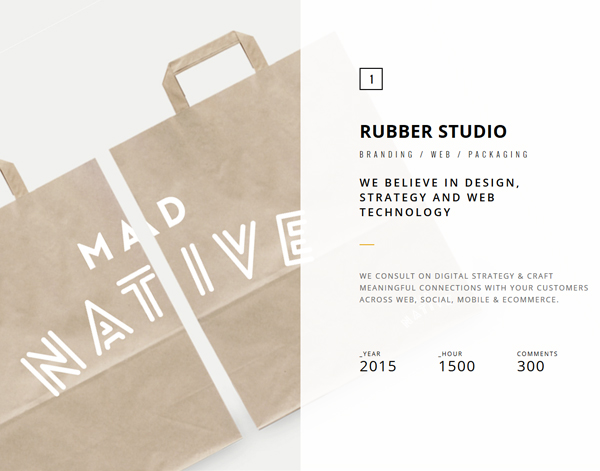 MAD
NATIVE
1
RUBBER STUDIO
BRANDING / WEB / PACKAGING
WE BELIEVE IN DESIGN,
STRATEGY AND WEB
TECHNOLOGY
WE CONSULT ON DIGITAL STRATEGY & CRAFT
MEANINGFUL CONNECTIONS WITH YOUR CUSTOMERS
ACROSS WEB, SOCIAL, MOBILE & ECOMMERCE.
_YEAR _HOUR COMMENTS
2015 1500 300